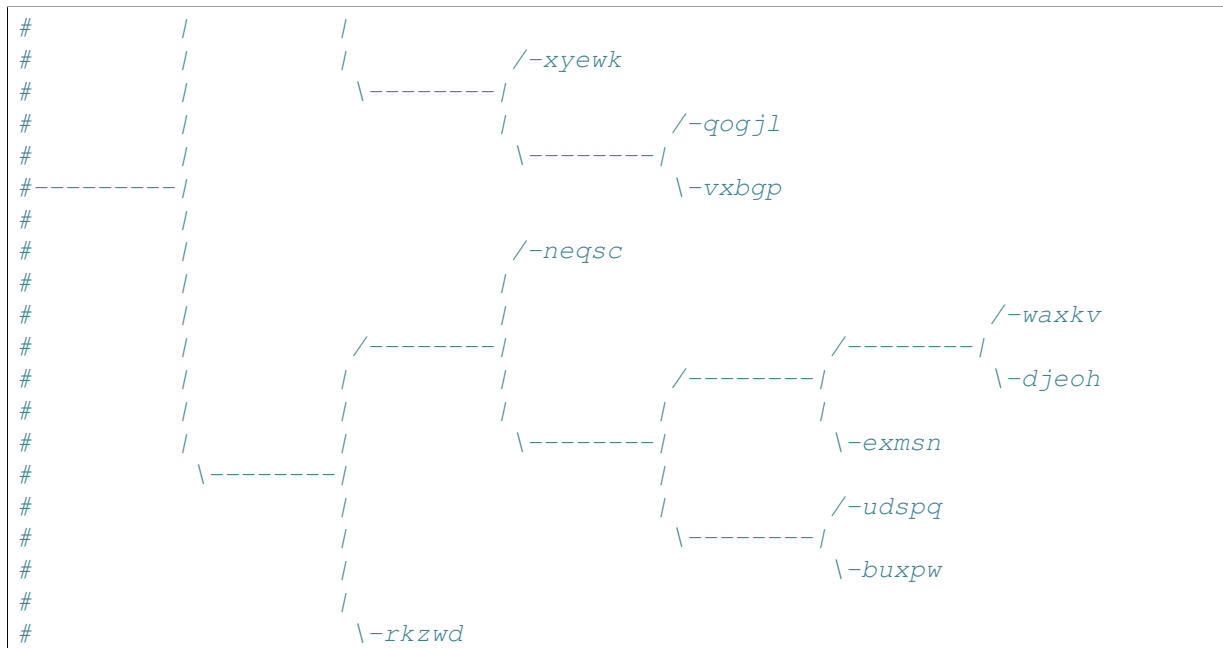 #          |          |
#          |          |          /-xyewk
#          |           \--------|
#          |                    |          /-qogjl
#          |                     \--------|
#---------|                                \-vxbgp
#          |
#          |                     /-neqsc
#          |                    |
#          |                    |                               /-waxkv
#          |           /--------|                     /--------|
#          |          |         |          /--------|           \-djeoh
#          |          |         |         |         |
#          |          |          \--------|          \-exmsn
#           \--------|                   |
#                    |                   |          /-udspq
#                    |                    \--------|
#                    |                              \-buxpw
#                    |
#                     \-rkzwd